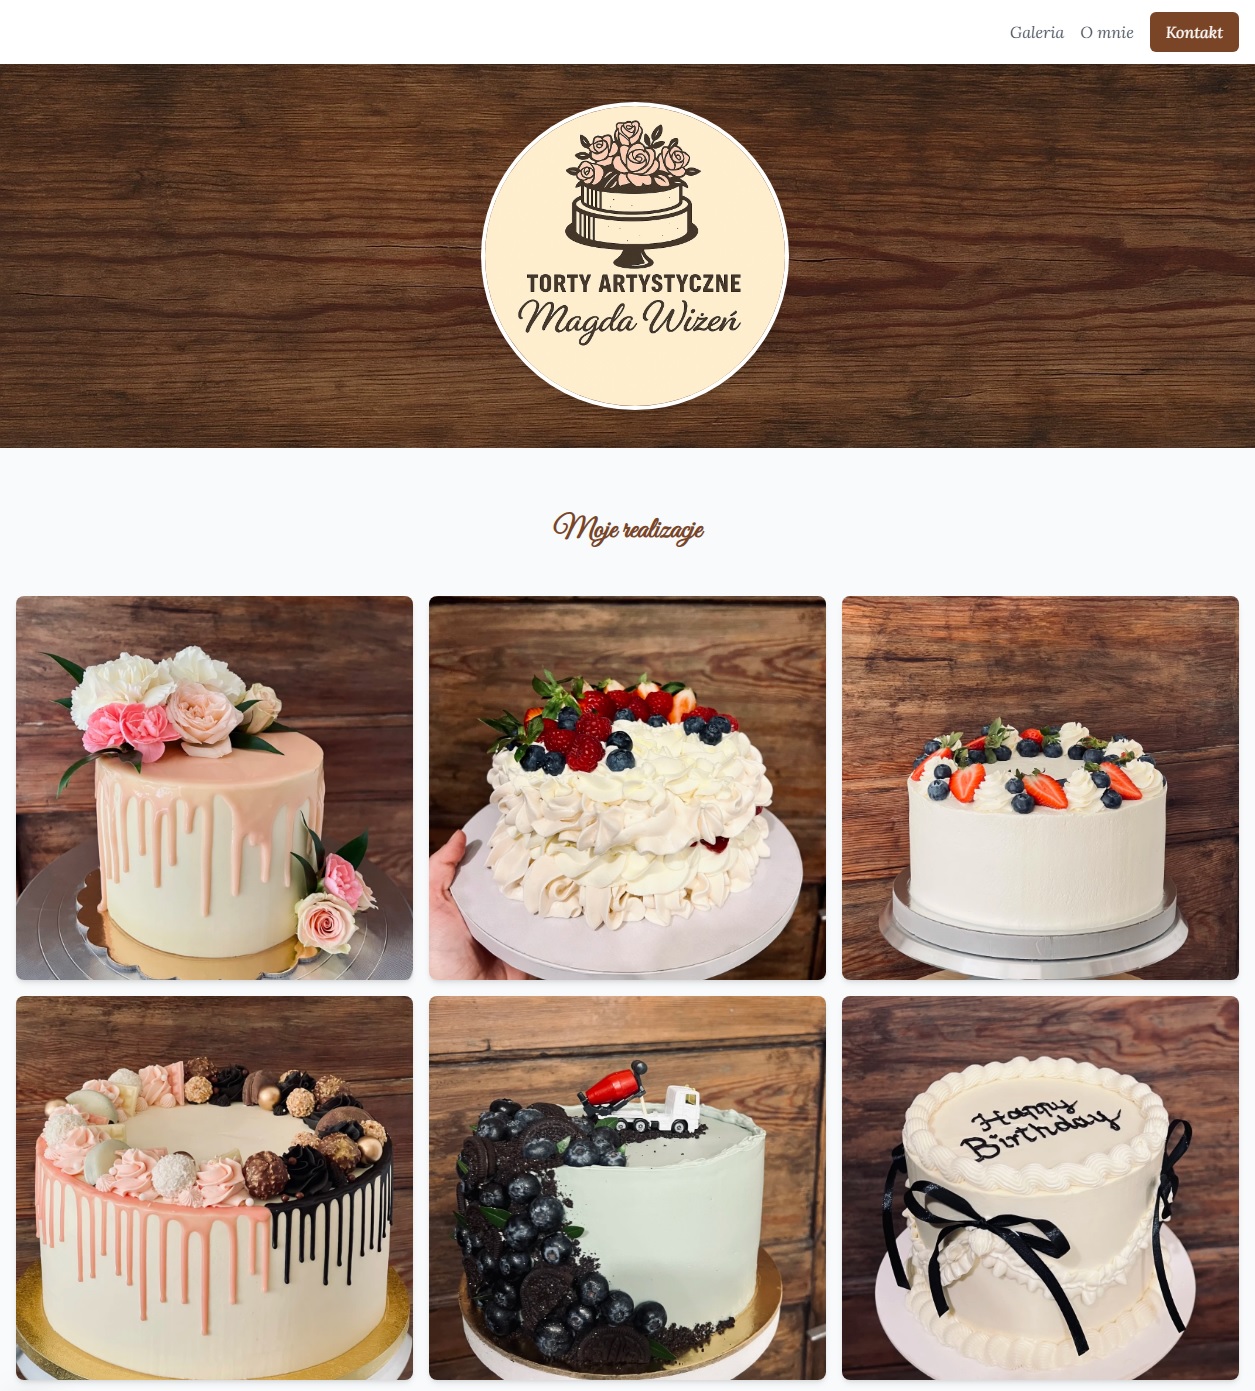 Galeria O mnie Kontakt
TORTY ARTYSTYCZNE
Magda Wiżeń
Moje realizacje
Happy
Birthday